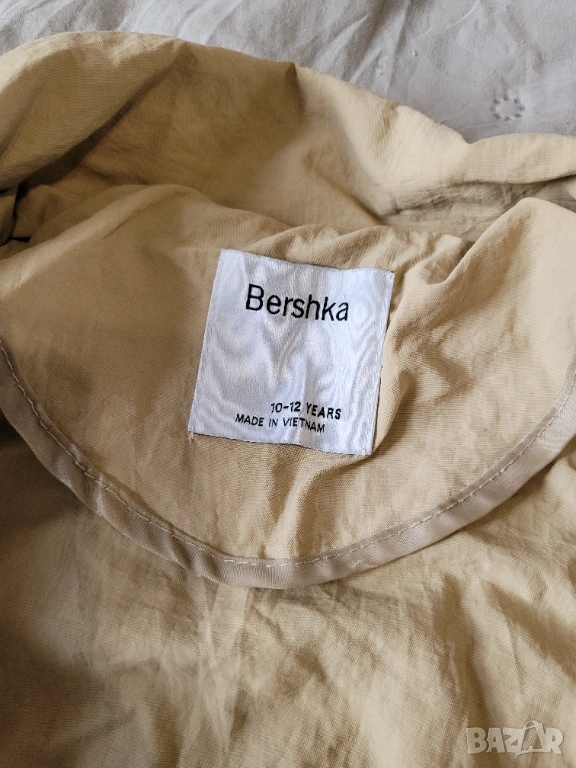 Bershka
10-12 YEARS
MADE IN VIETNAM
BAZAR